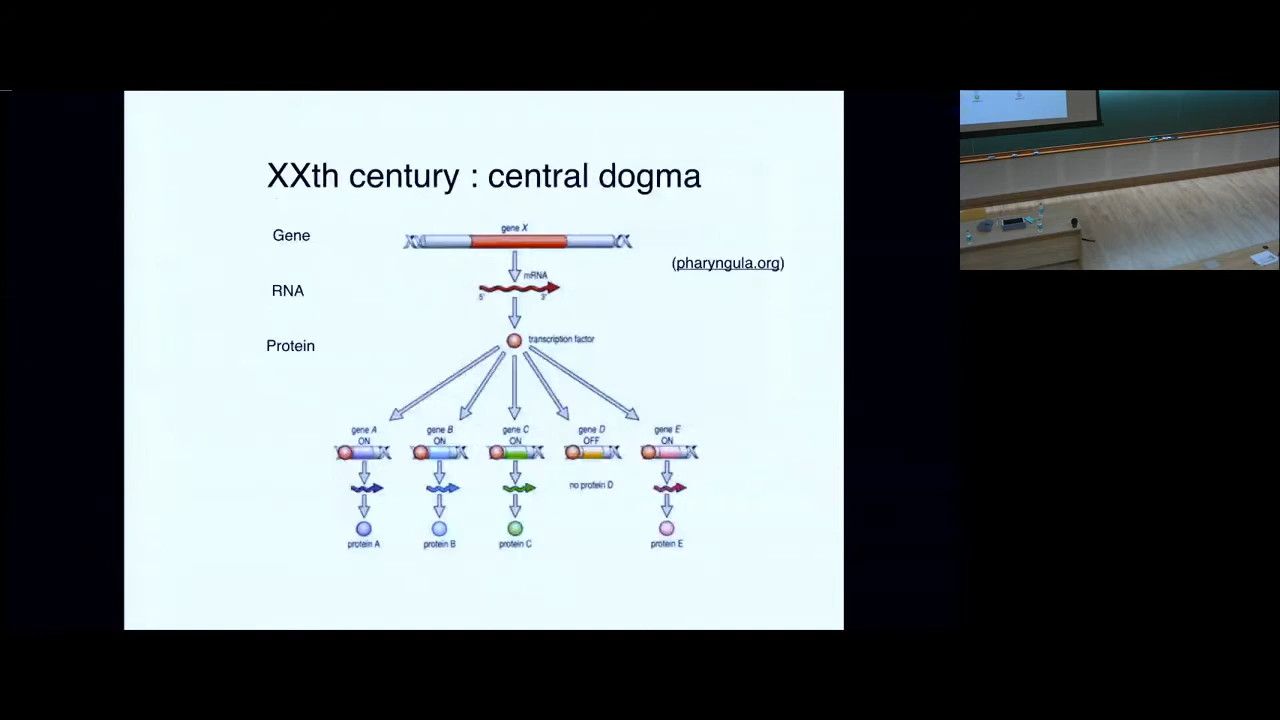 XXth century : central dogma
Gene
gene X
(pharyngula.org)
RNA
mRNA
5'
3'
Protein
transcription factor
gene A
ON
gene B
ON
gene C
ON
gene D
OFF
gene E
ON
no protein D
protein A
protein B
protein C
protein E